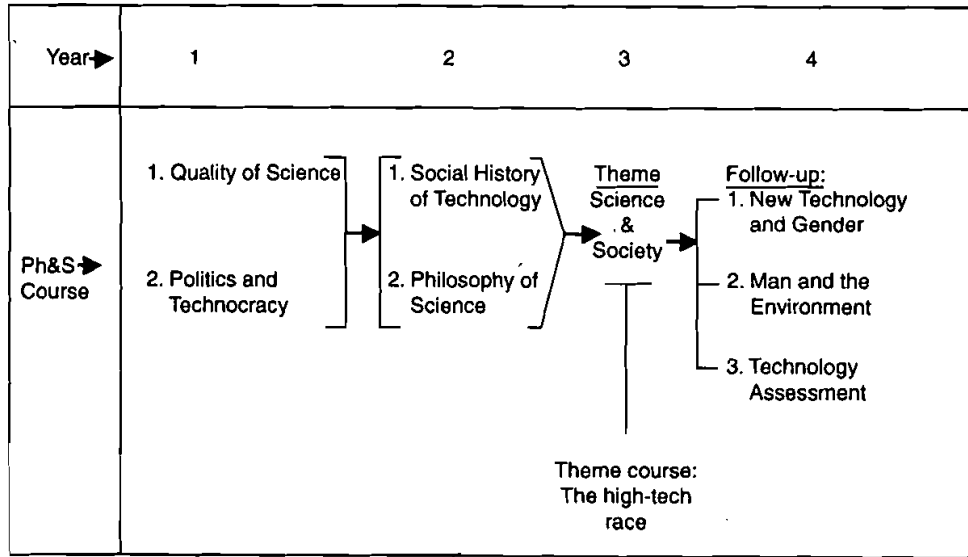 Year 1 2 3 4
Ph&S
Course
1. Quality of Science
2. Politics and
Technocracy
1. Social History
of Technology
2. Philosophy of
Science
Theme
Science
&
Society
Theme course:
The high-tech
race
Follow-up:
1. New Technology
and Gender
2. Man and the
Environment
3. Technology
Assessment